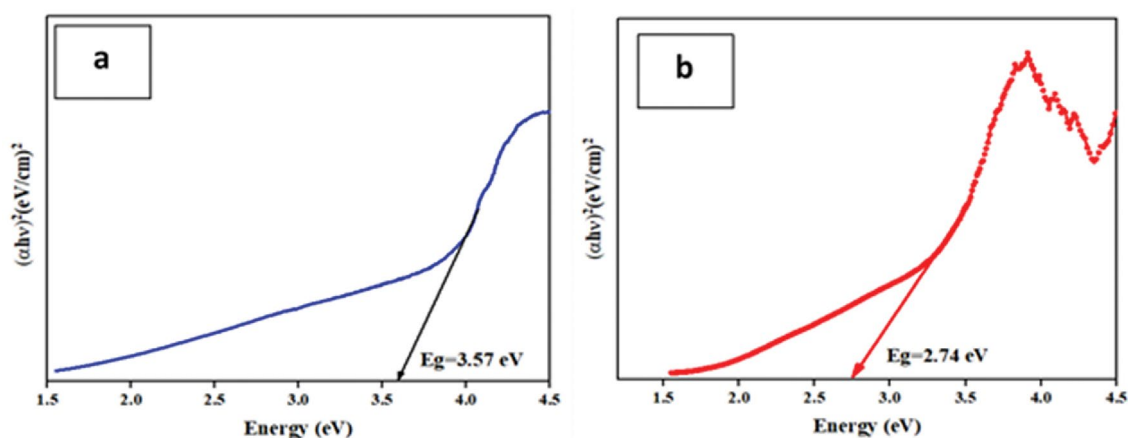 a
(αhν)²(eV/cm)²
Eg=3.57 eV
1.5 2.0 2.5 3.0 3.5 4.0 4.5
Energy (eV)
b
(αhν)²(eV/cm)²
Eg=2.74 eV
1.5 2.0 2.5 3.0 3.5 4.0 4.5
Energy (eV)